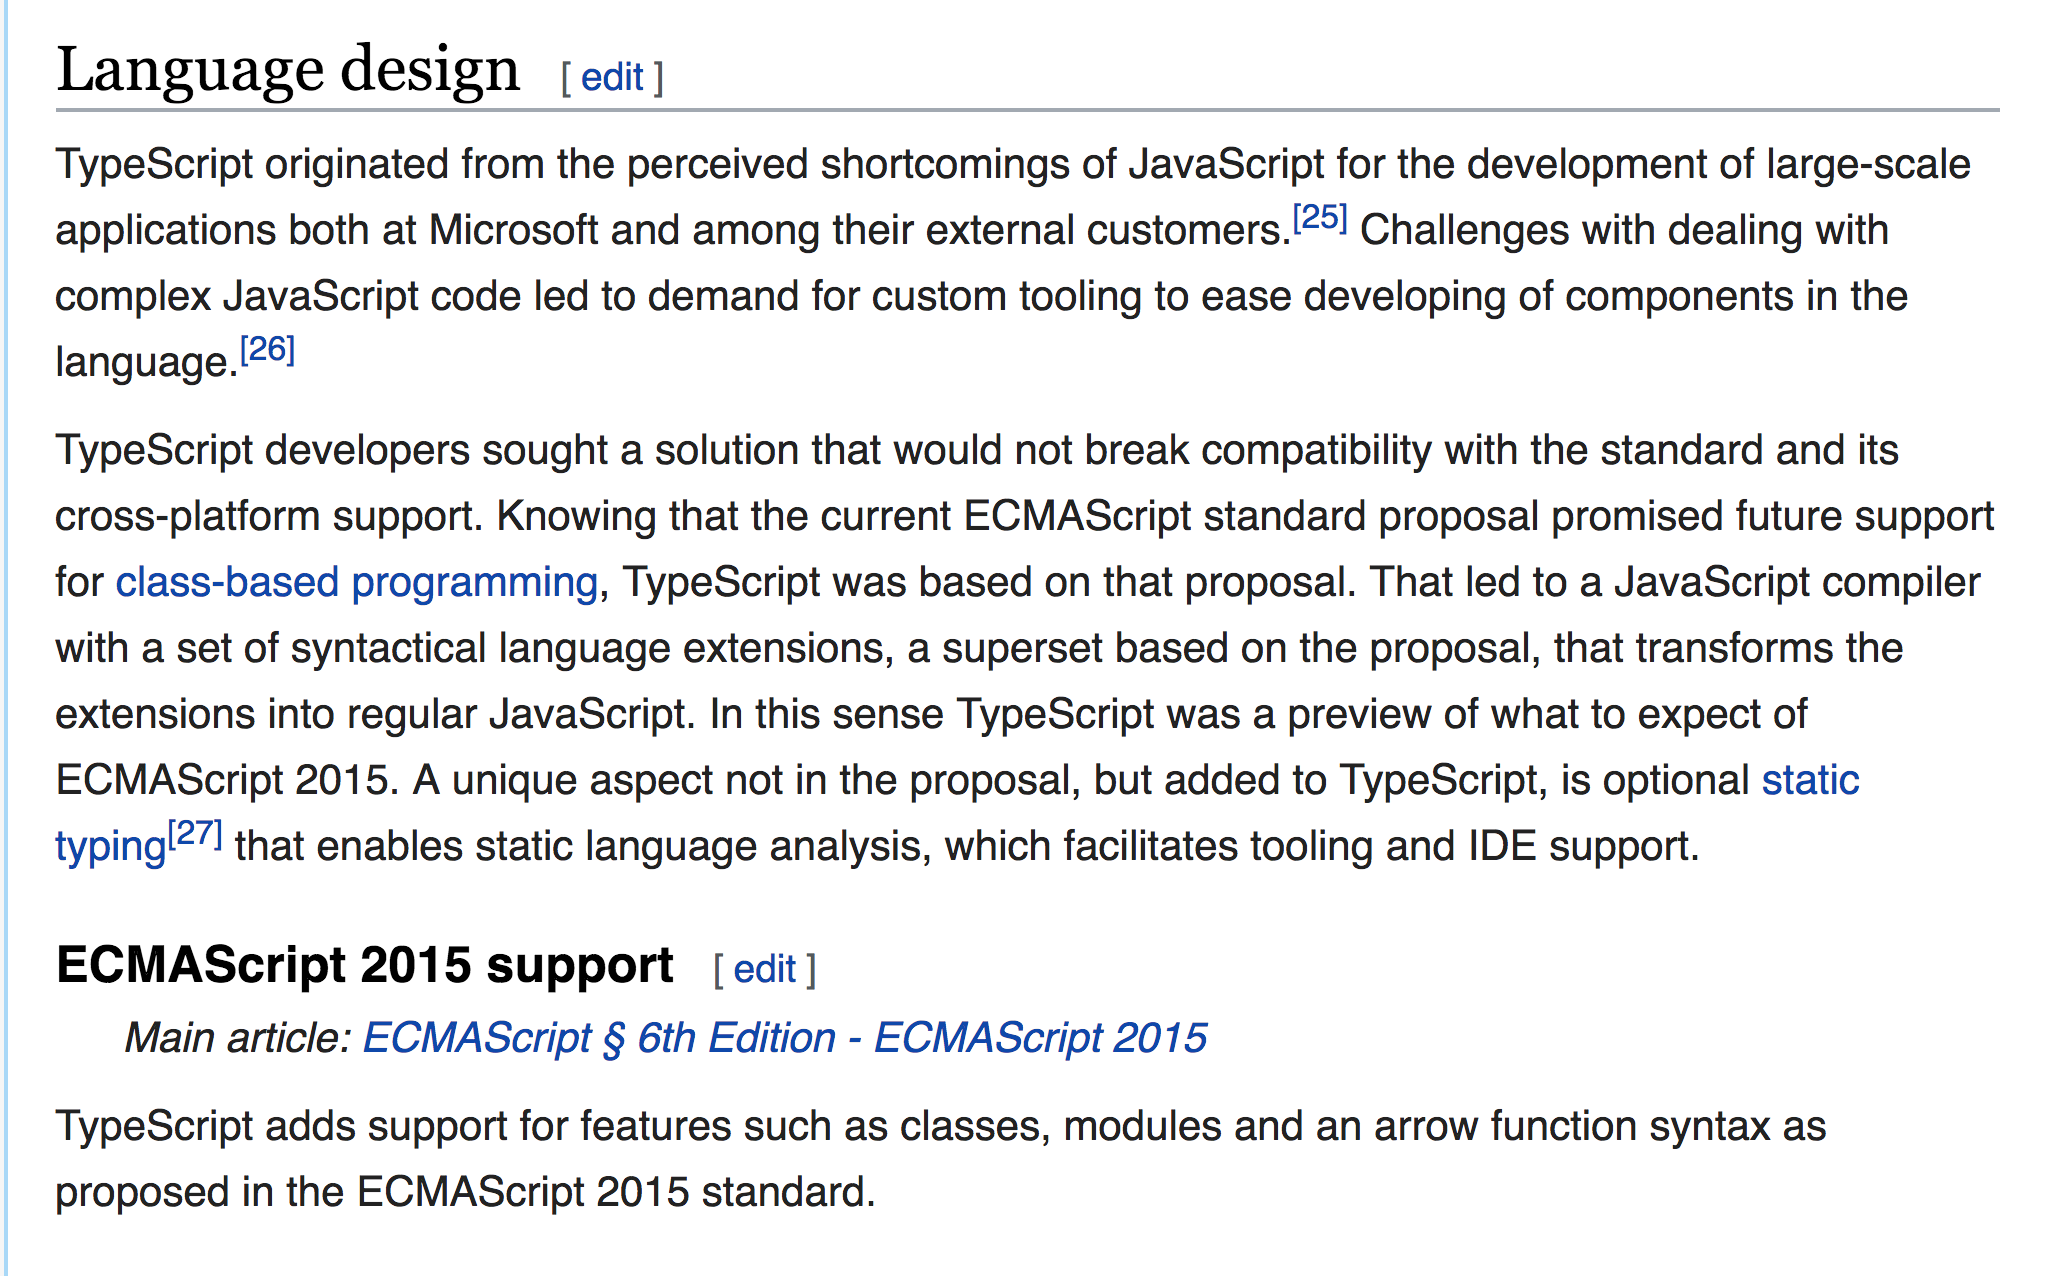 Language design [ edit ]
TypeScript originated from the perceived shortcomings of JavaScript for the development of large-scale
applications both at Microsoft and among their external customers.[25] Challenges with dealing with
complex JavaScript code led to demand for custom tooling to ease developing of components in the
language.[26]
TypeScript developers sought a solution that would not break compatibility with the standard and its
cross-platform support. Knowing that the current ECMAScript standard proposal promised future support
for class-based programming, TypeScript was based on that proposal. That led to a JavaScript compiler
with a set of syntactical language extensions, a superset based on the proposal, that transforms the
extensions into regular JavaScript. In this sense TypeScript was a preview of what to expect of
ECMAScript 2015. A unique aspect not in the proposal, but added to TypeScript, is optional static
typing[27] that enables static language analysis, which facilitates tooling and IDE support.
ECMAScript 2015 support [ edit ]
Main article: ECMAScript § 6th Edition - ECMAScript 2015
TypeScript adds support for features such as classes, modules and an arrow function syntax as
proposed in the ECMAScript 2015 standard.